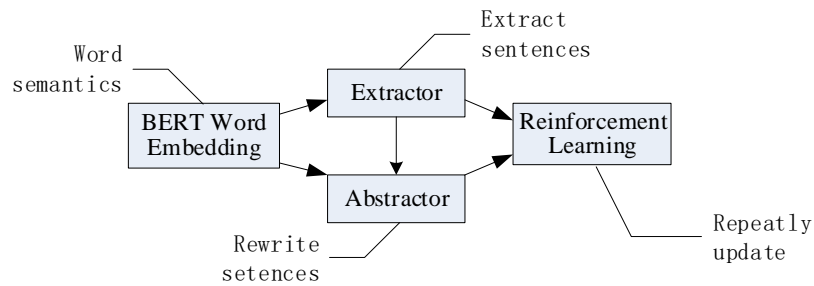 Extract
sentences
Word
semantics
Extractor
BERT Word
Embedding
Reinforcement
Learning
Abstractor
Rewrite
setences
Repeatly
update